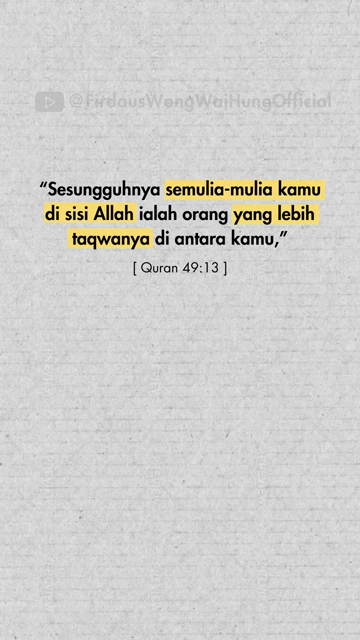 @FirdausWongWaiHungOfficial
“Sesungguhnya semulia-mulia kamu
di sisi Allah ialah orang yang lebih
taqwanya di antara kamu,”
[ Quran 49:13 ]